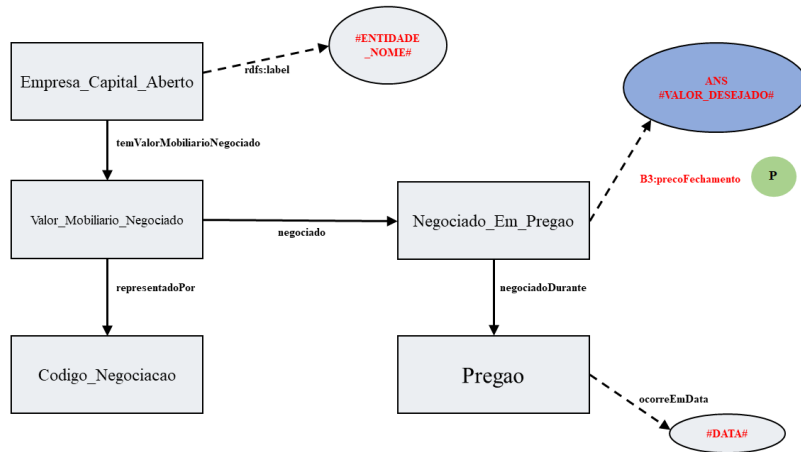 #ENTIDADE
_NOME#
rdfs:label
Empresa_Capital_Aberto
ANS
#VALOR_DESEJADO#
temValorMobiliarioNegociado
B3:precoFechamento
P
Valor_Mobiliario_Negociado
negociado
Negociado_Em_Pregao
representadoPor
negociadoDurante
Codigo_Negociacao
Pregao
ocorreEmData
#DATA#